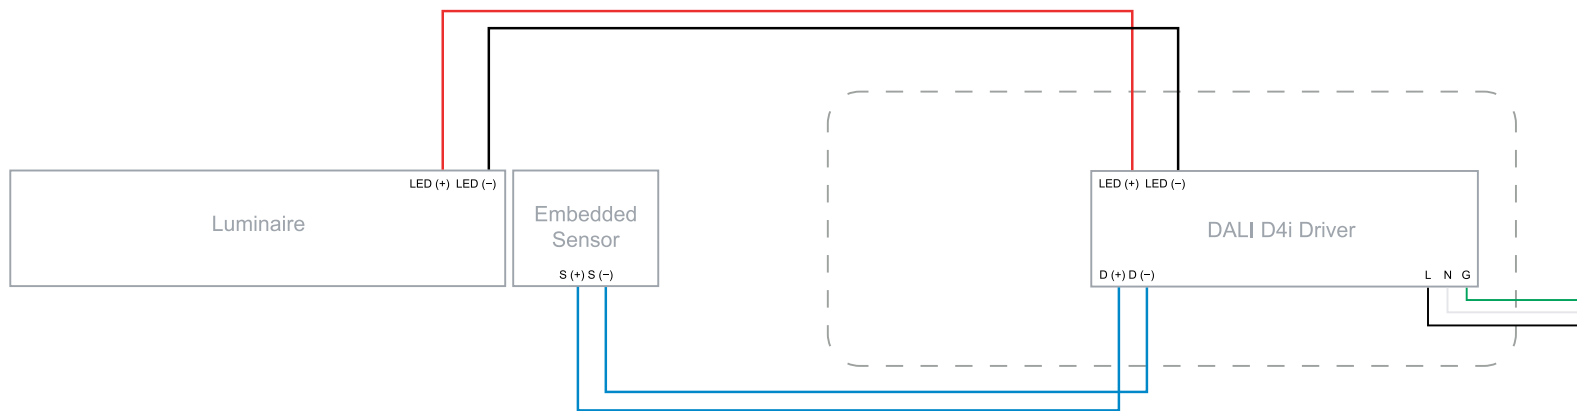 LED (+) LED (−)
Luminaire
Embedded
Sensor
S (+) S (−)
LED (+) LED (−)
DALI D4i Driver
D (+) D (−)
L N G